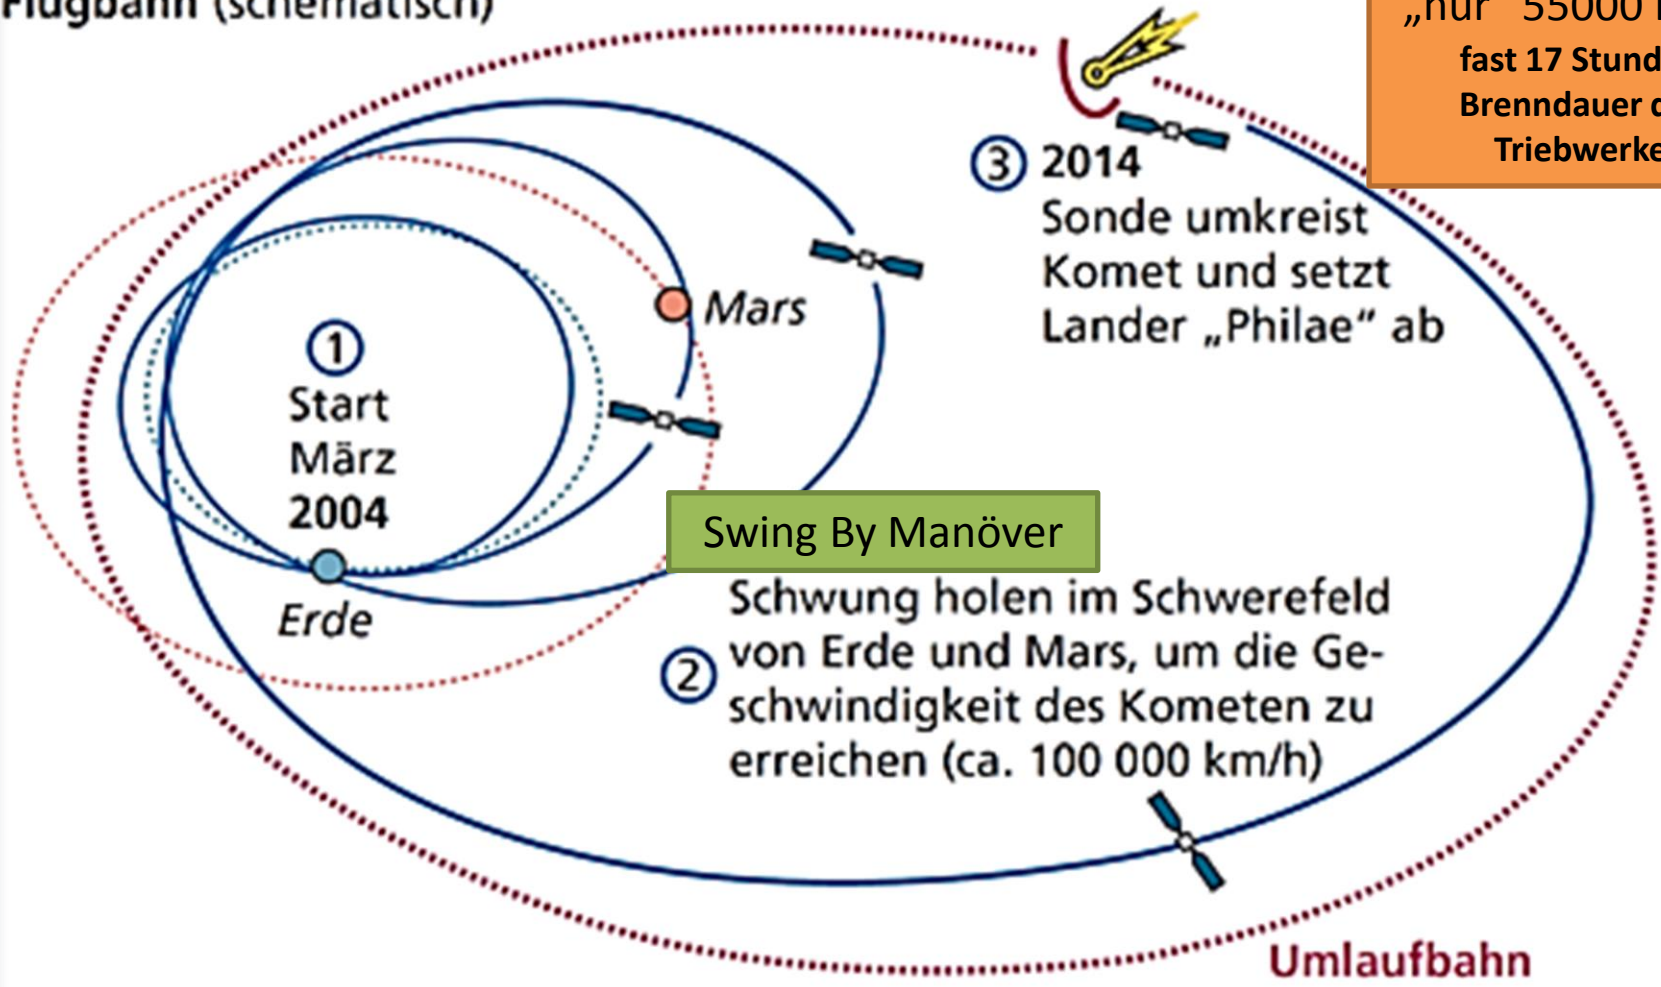 Flugbahn (schematisch)
„nur 55000
fast 17 Stund
Brenndauer
Triebwerke
3 2014
Sonde umkreist
Komet und setzt
Lander „Philae“ ab
Mars
1
Start
März
2004
Erde
Swing By Manöver
2
Schwung holen im Schwerefeld
von Erde und Mars, um die Ge-
schwindigkeit des Kometen zu
erreichen (ca. 100 000 km/h)
Umlaufbahn